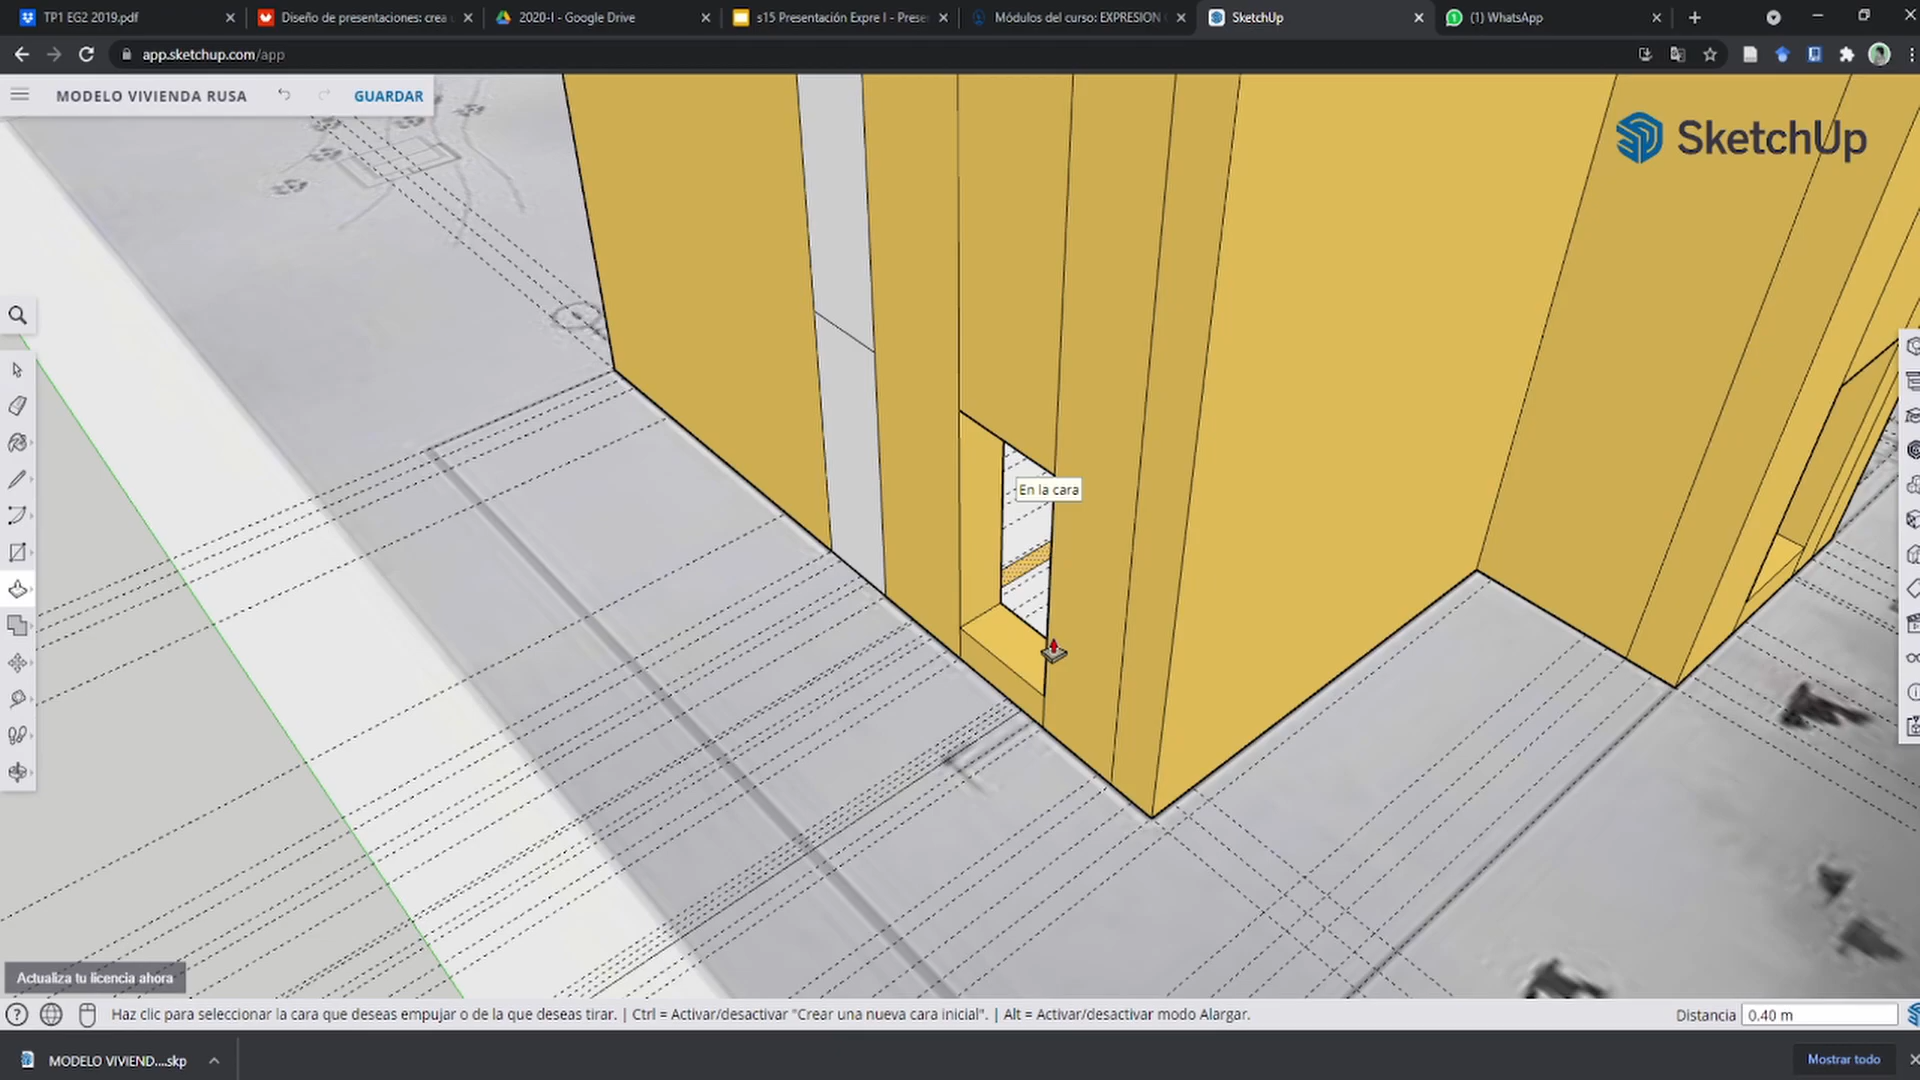 TP1 EG2 2019.pdf
Diseño de presentaciones: crea
2020-I - Google Drive
s15 Presentación Expre I - Prese
Módulos del curso: EXPRESION
SketchUp
(1) WhatsApp
app.sketchup.com/app
MODELO VIVIENDA RUSA
GUARDAR
SketchUp
En la cara
Actualiza tu licencia ahora
Haz clic para seleccionar la cara que deseas empujar o de la que deseas tirar. | Ctrl = Activar/desactivar "Crear una nueva cara inicial". | Alt = Activar/desactivar modo Alargar.
Distancia
0.40 m
MODELO VIVIEND....skp
Mostrar todo